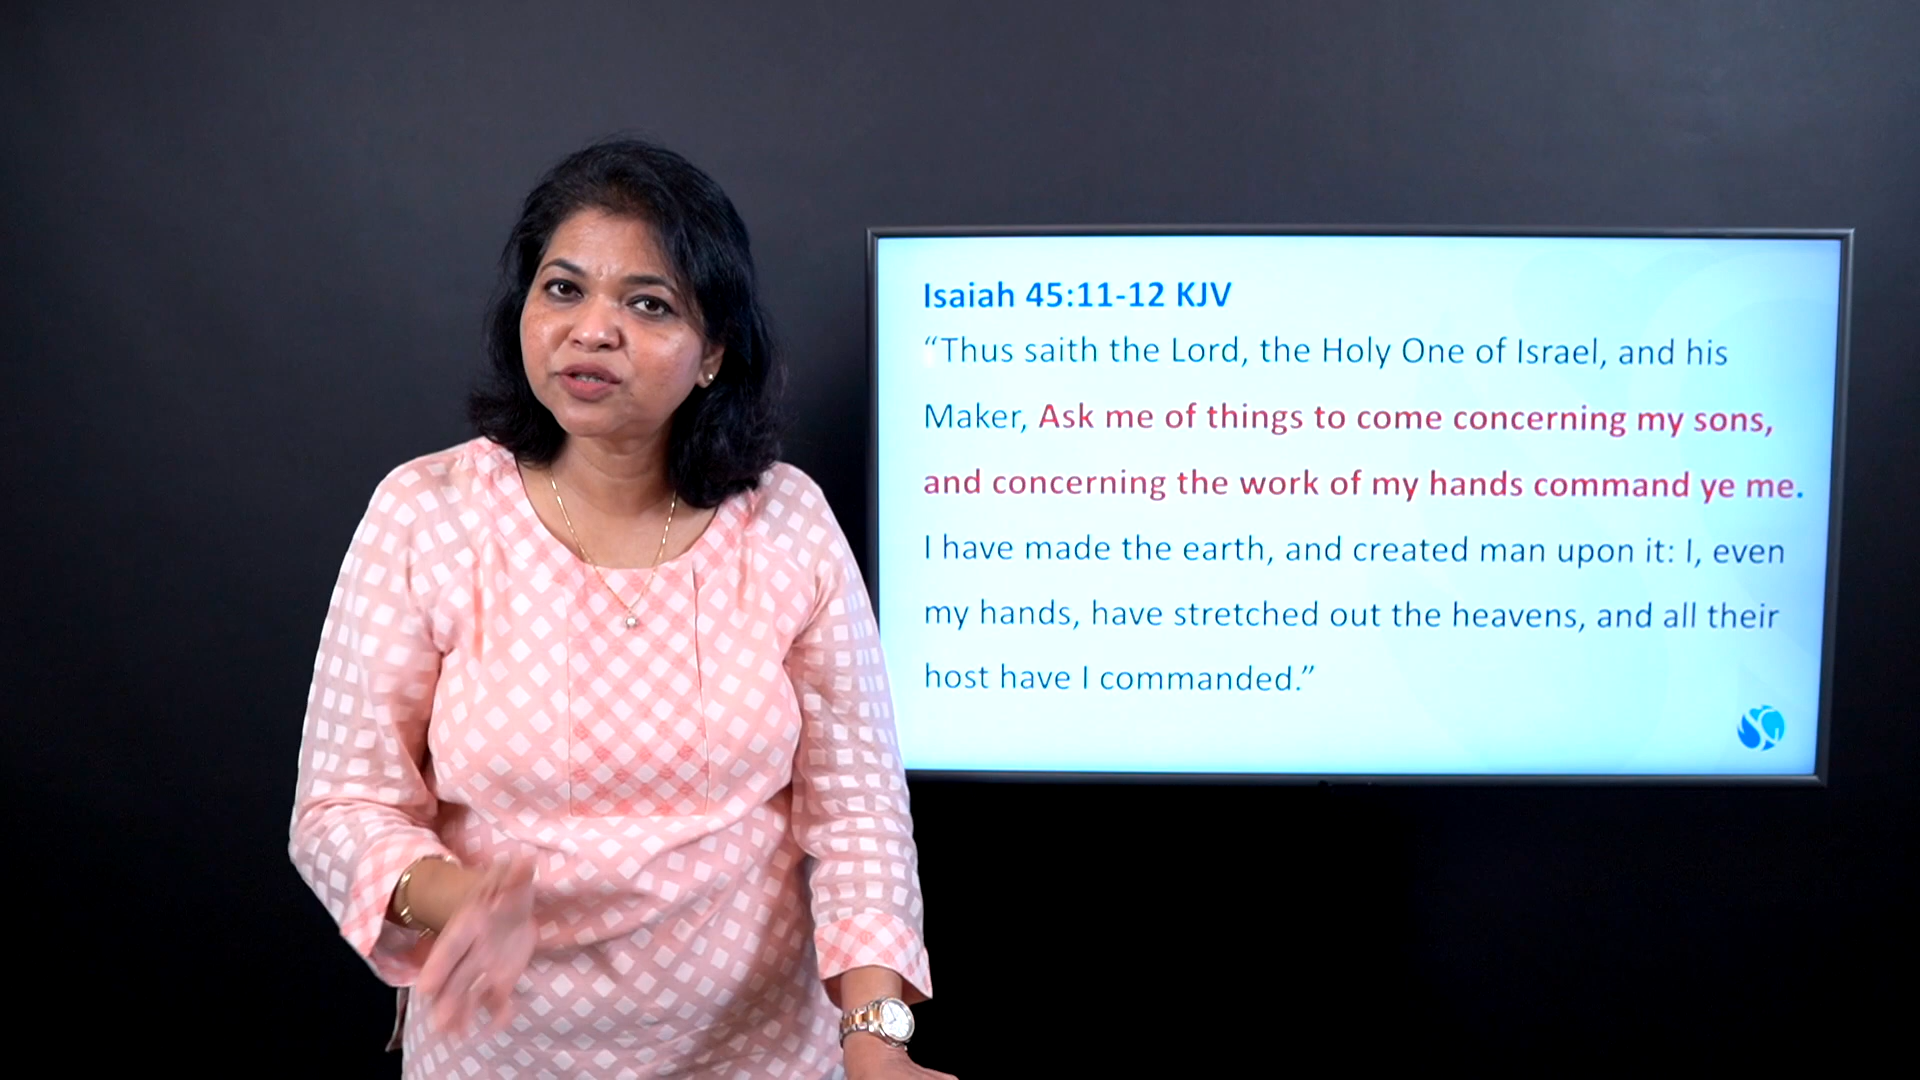 Isaiah 45:11-12 KJV
“Thus saith the Lord, the Holy One of Israel, and his
Maker, Ask me of things to come concerning my sons,
and concerning the work of my hands command ye me.
I have made the earth, and created man upon it: I, even
my hands, have stretched out the heavens, and all their
host have I commanded.”